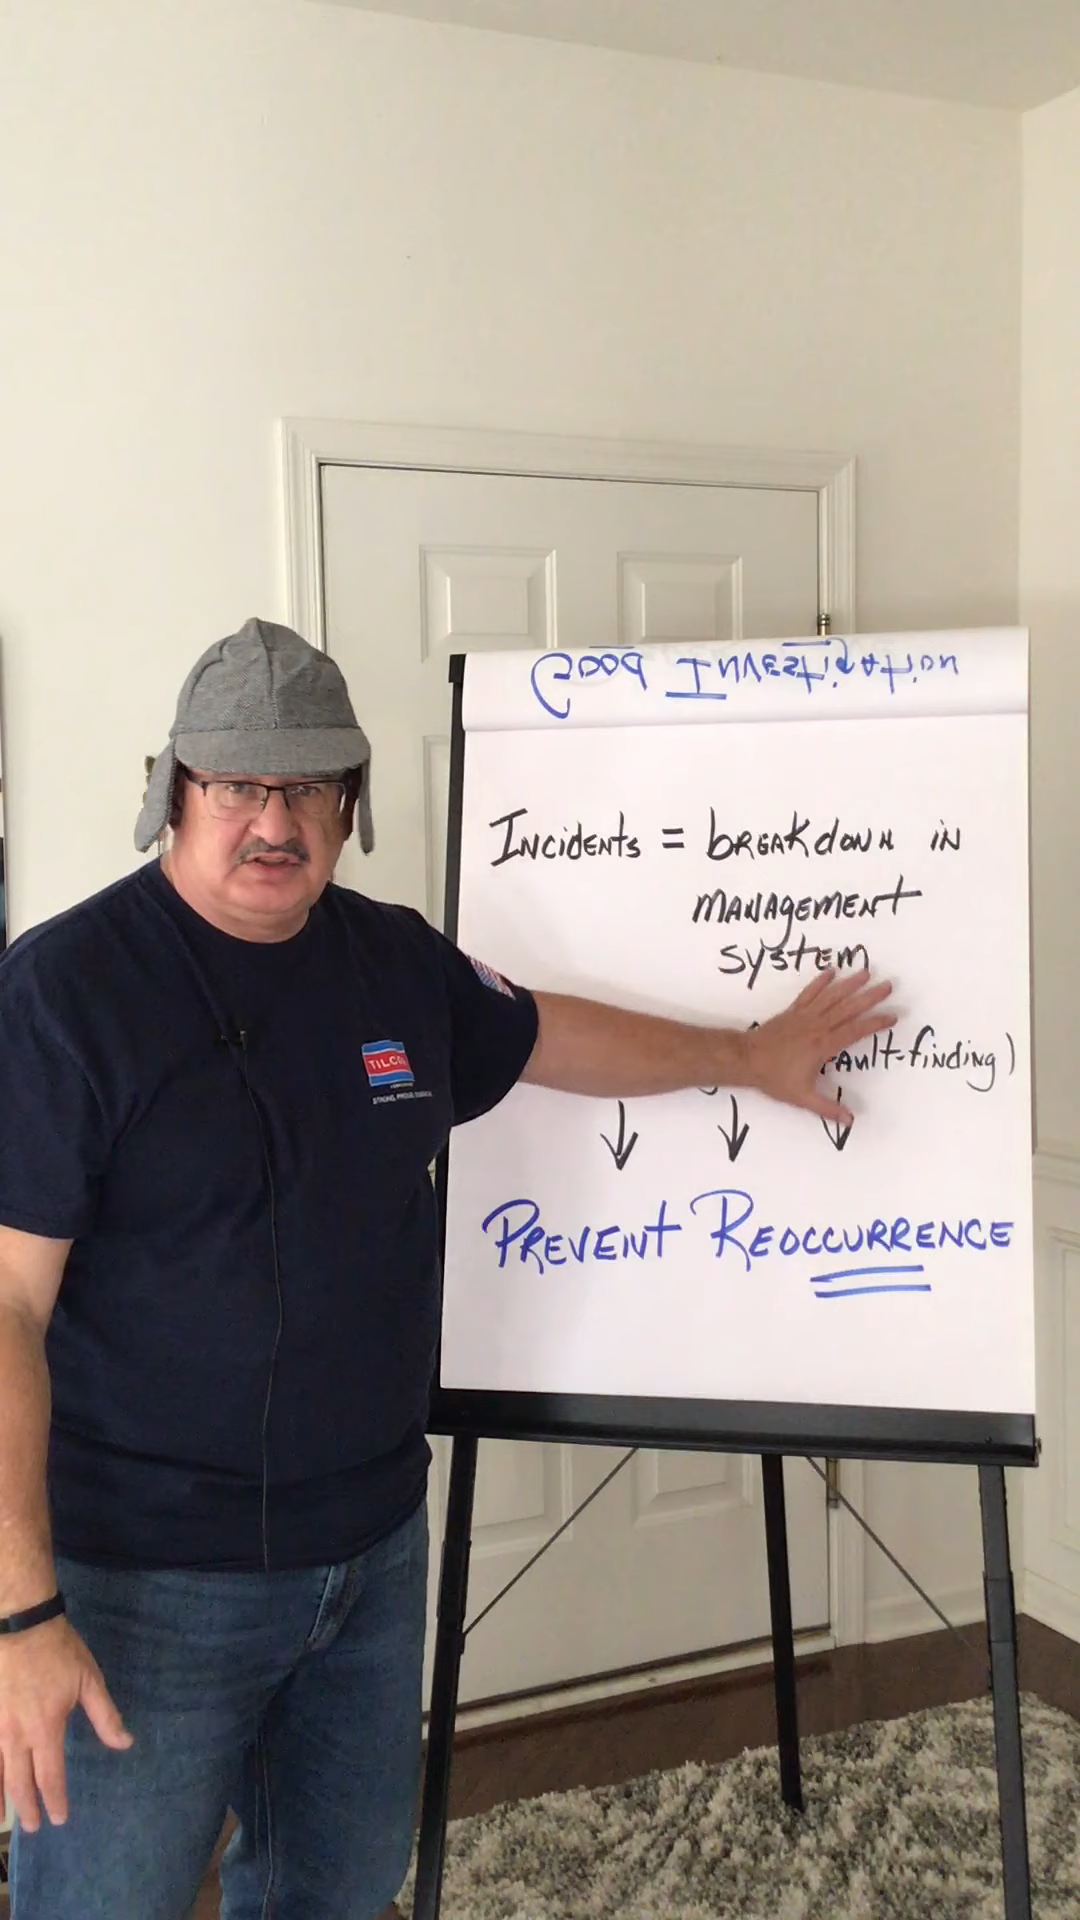 Good Investigation
Incidents = breakdown in
management
system
fault-finding)
Prevent Reoccurrence
TILCON